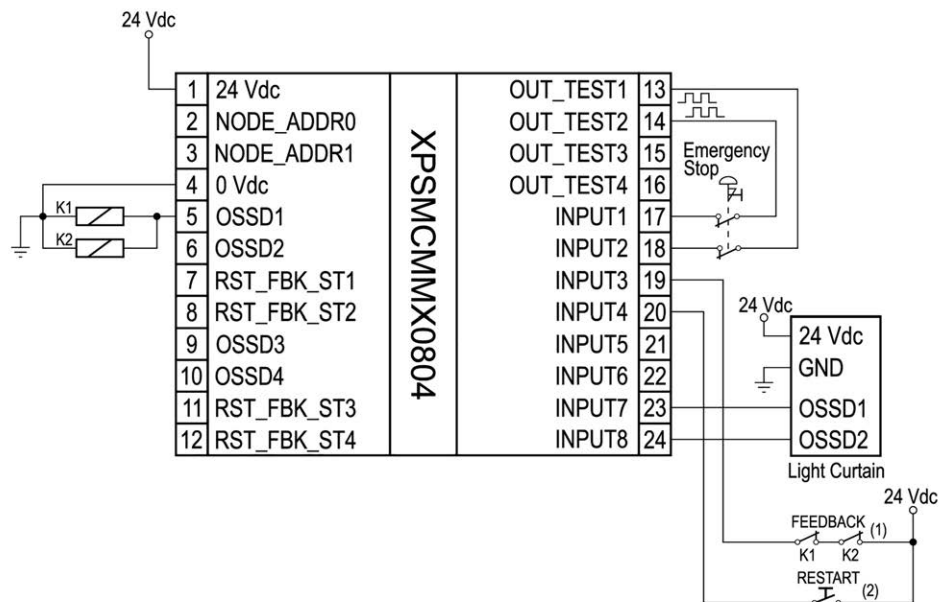 24 Vdc
1 24 Vdc
2 NODE_ADDR0
3 NODE_ADDR1
4 0 Vdc
5 OSSD1
6 OSSD2
7 RST_FBK_ST1
8 RST_FBK_ST2
9 OSSD3
10 OSSD4
11 RST_FBK_ST3
12 RST_FBK_ST4
K1
K2
XPSMCMMX0804
OUT_TEST1 13
OUT_TEST2 14
OUT_TEST3 15
OUT_TEST4 16
INPUT1 17
INPUT2 18
INPUT3 19
INPUT4 20
INPUT5 21
INPUT6 22
INPUT7 23
INPUT8 24
Emergency
Stop
24 Vdc
24 Vdc
GND
OSSD1
OSSD2
Light Curtain
24 Vdc
FEEDBACK (1)
K1 K2
RESTART (2)